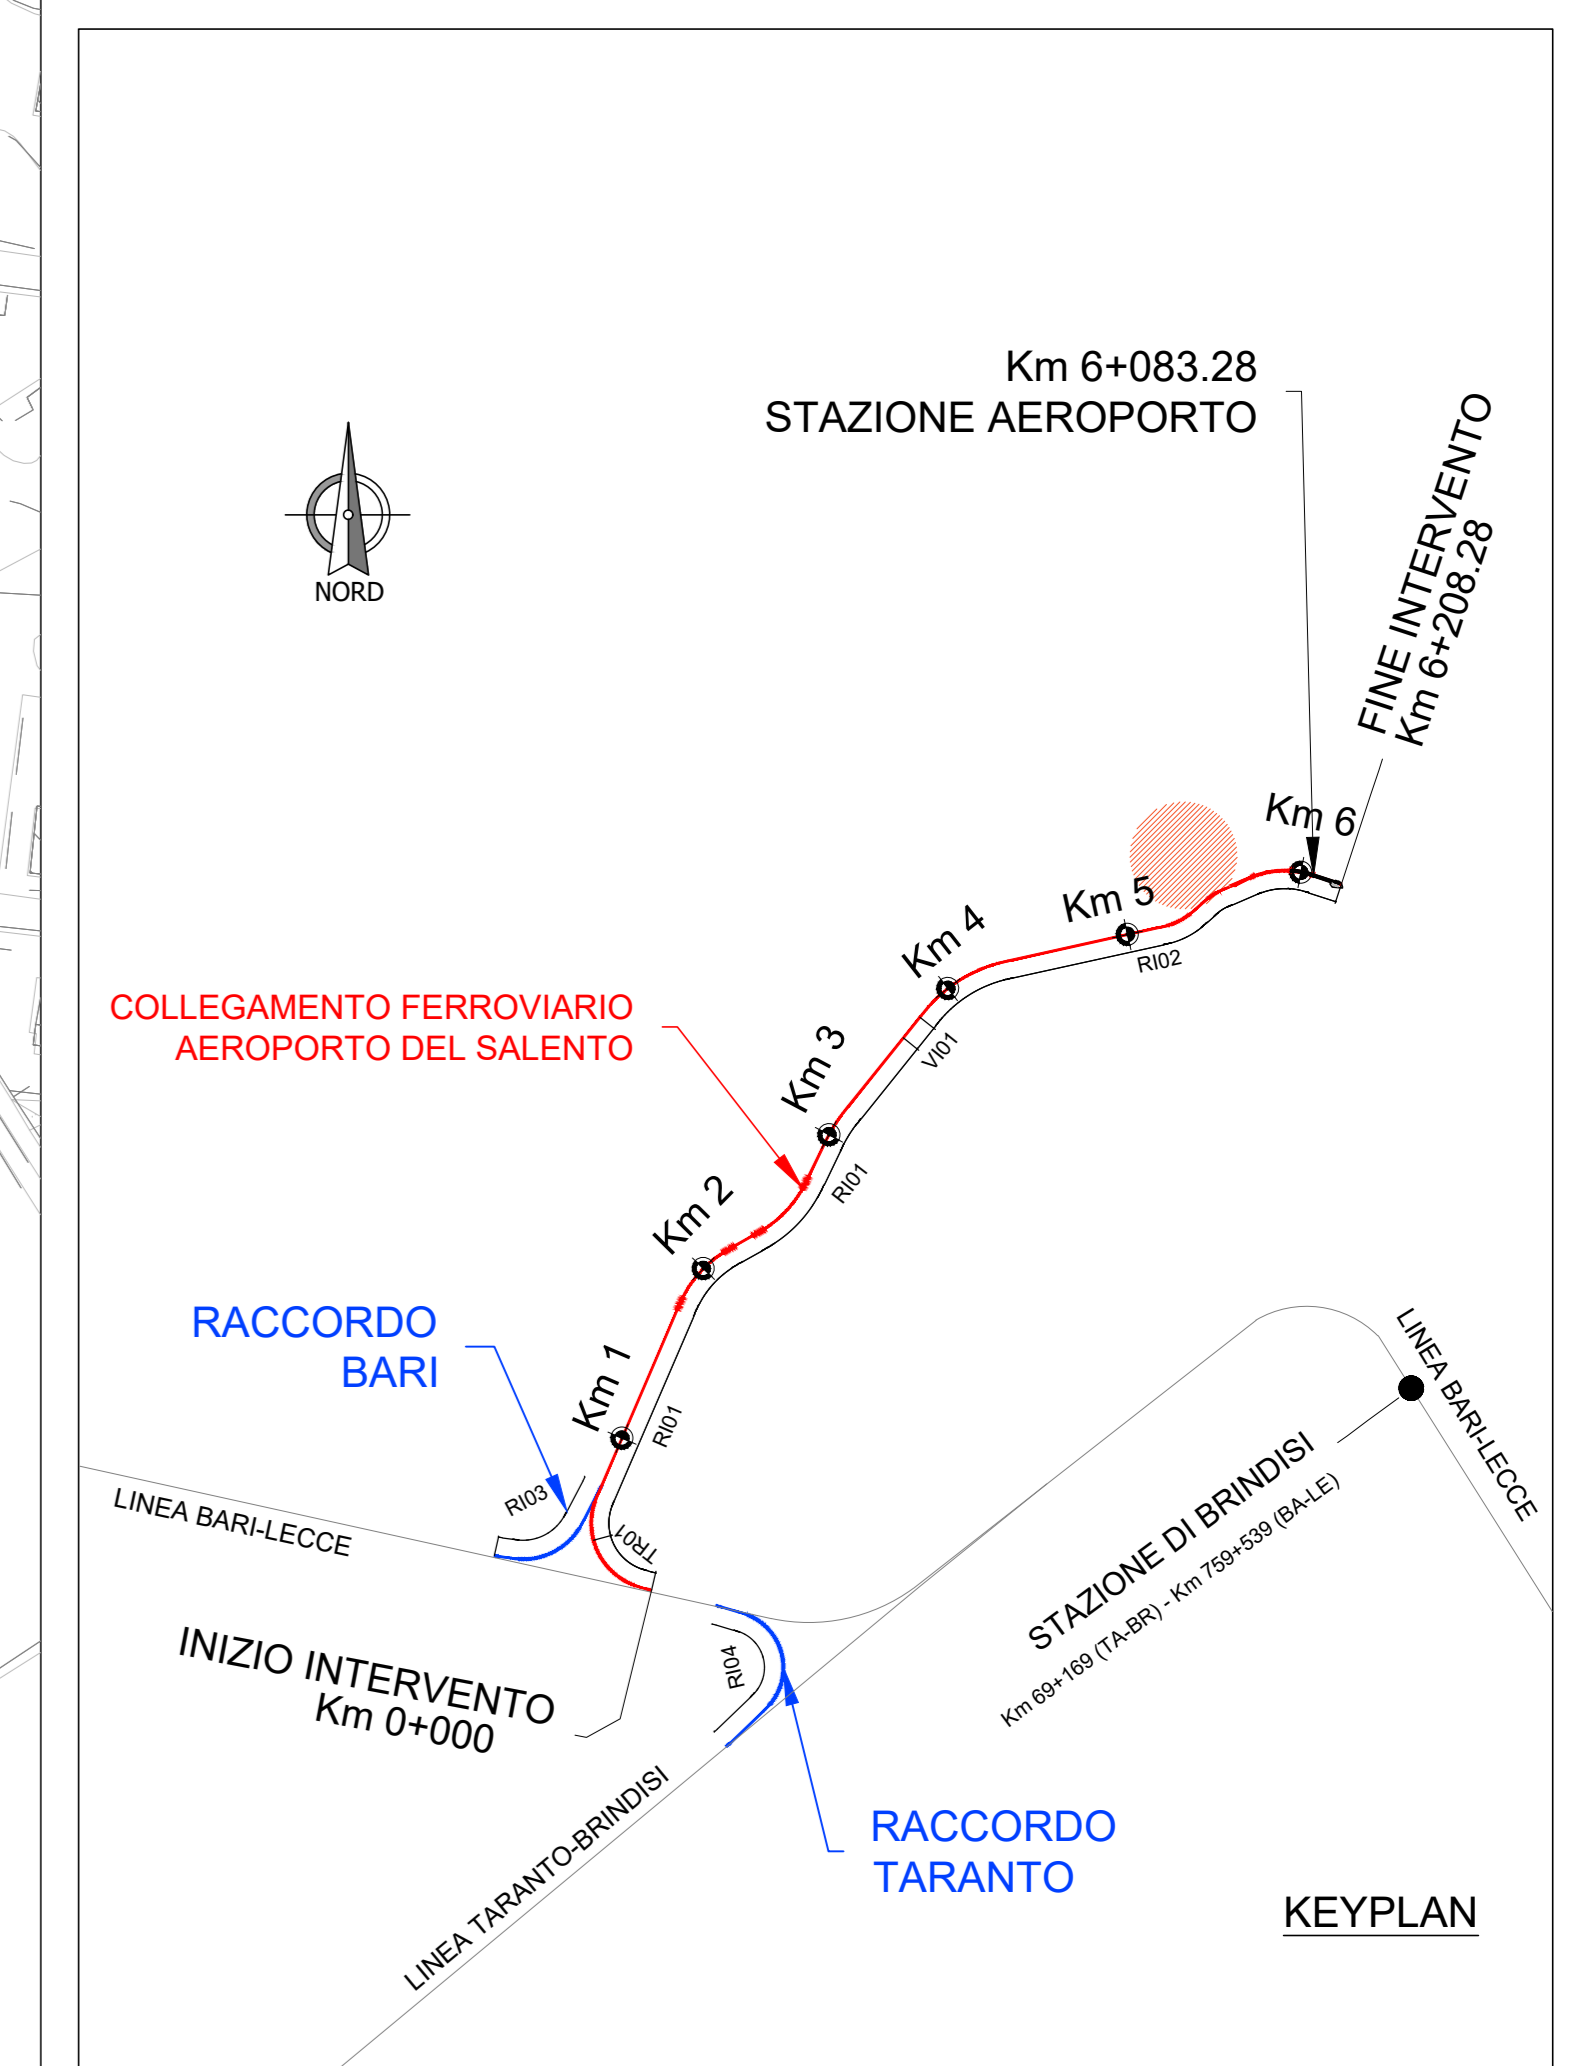 Km 6+083.28
STAZIONE AEROPORTO
FINE INTERVENTO
Km 6+208.28
NORD
Km 6
Km 5
Km 4
RI02
COLLEGAMENTO FERROVIARIO
AEROPORTO DEL SALENTO
Km 3
VI01
RI01
Km 2
RACCORDO
BARI
Km 1
RI01
LINEA BARI-LECCE
RI03
TR01
LINEA BARI-LECCE
STAZIONE DI BRINDISI
Km 69+169 (TA-BR) - Km 759+539 (BA-LE)
INIZIO INTERVENTO
Km 0+000
RI04
LINEA TARANTO-BRINDISI
RACCORDO
TARANTO
KEYPLAN